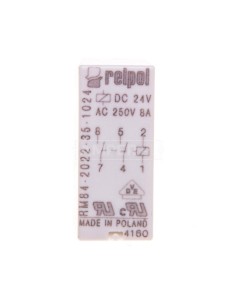 relpol
DC 24V
AC 250V 8A
RM84-2022-35-1024
6 5 2
7 4 1
MADE IN POLAND
4160